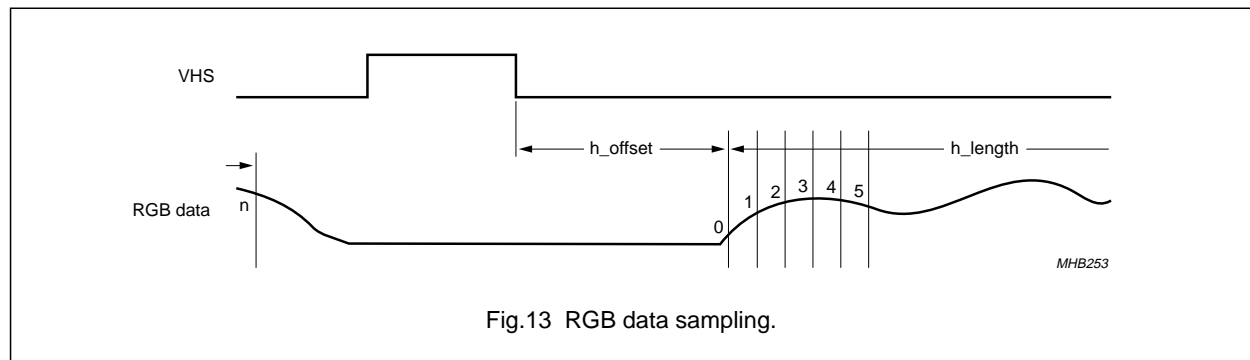 VHS
h_offset
h_length
RGB data
n
0
1
2
3
4
5
MHB253
Fig.13 RGB data sampling.